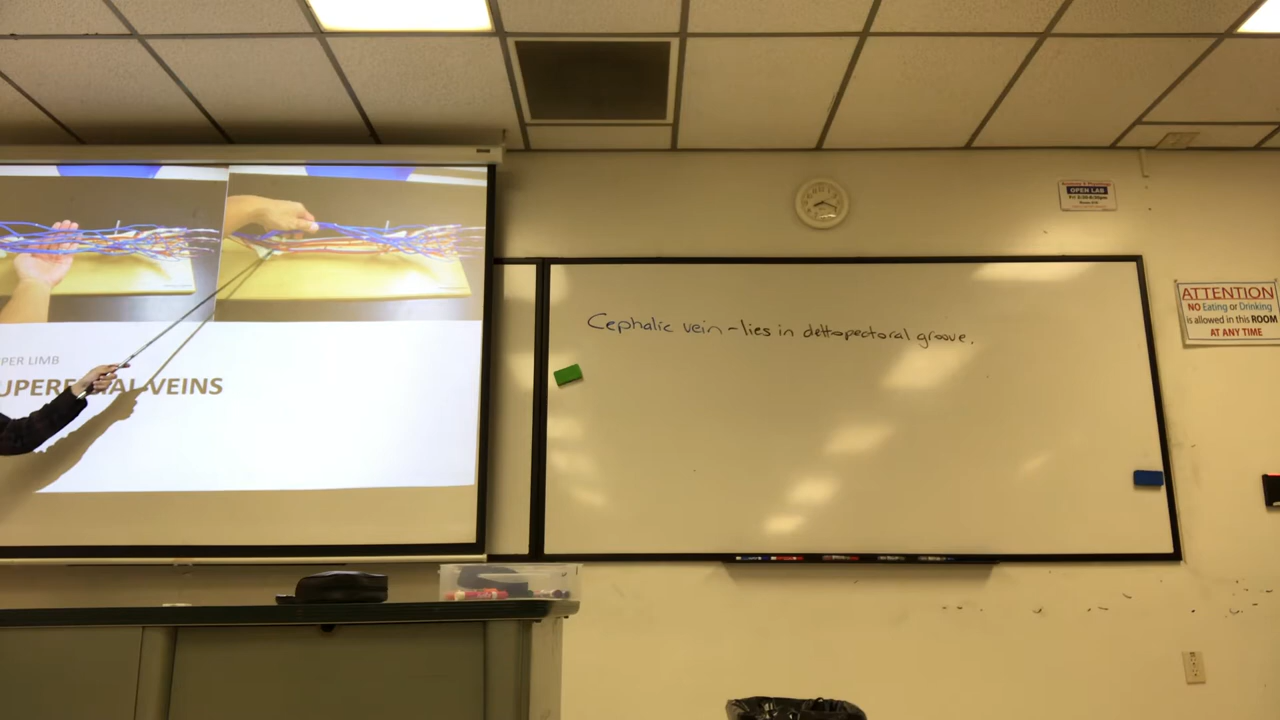 PER LIMB
VEINS
Cephalic vein - lies in deltopectoral groove.
OPEN LAB
ATTENTION
NO Eating or Drinking
is allowed in this ROOM
AT ANY TIME